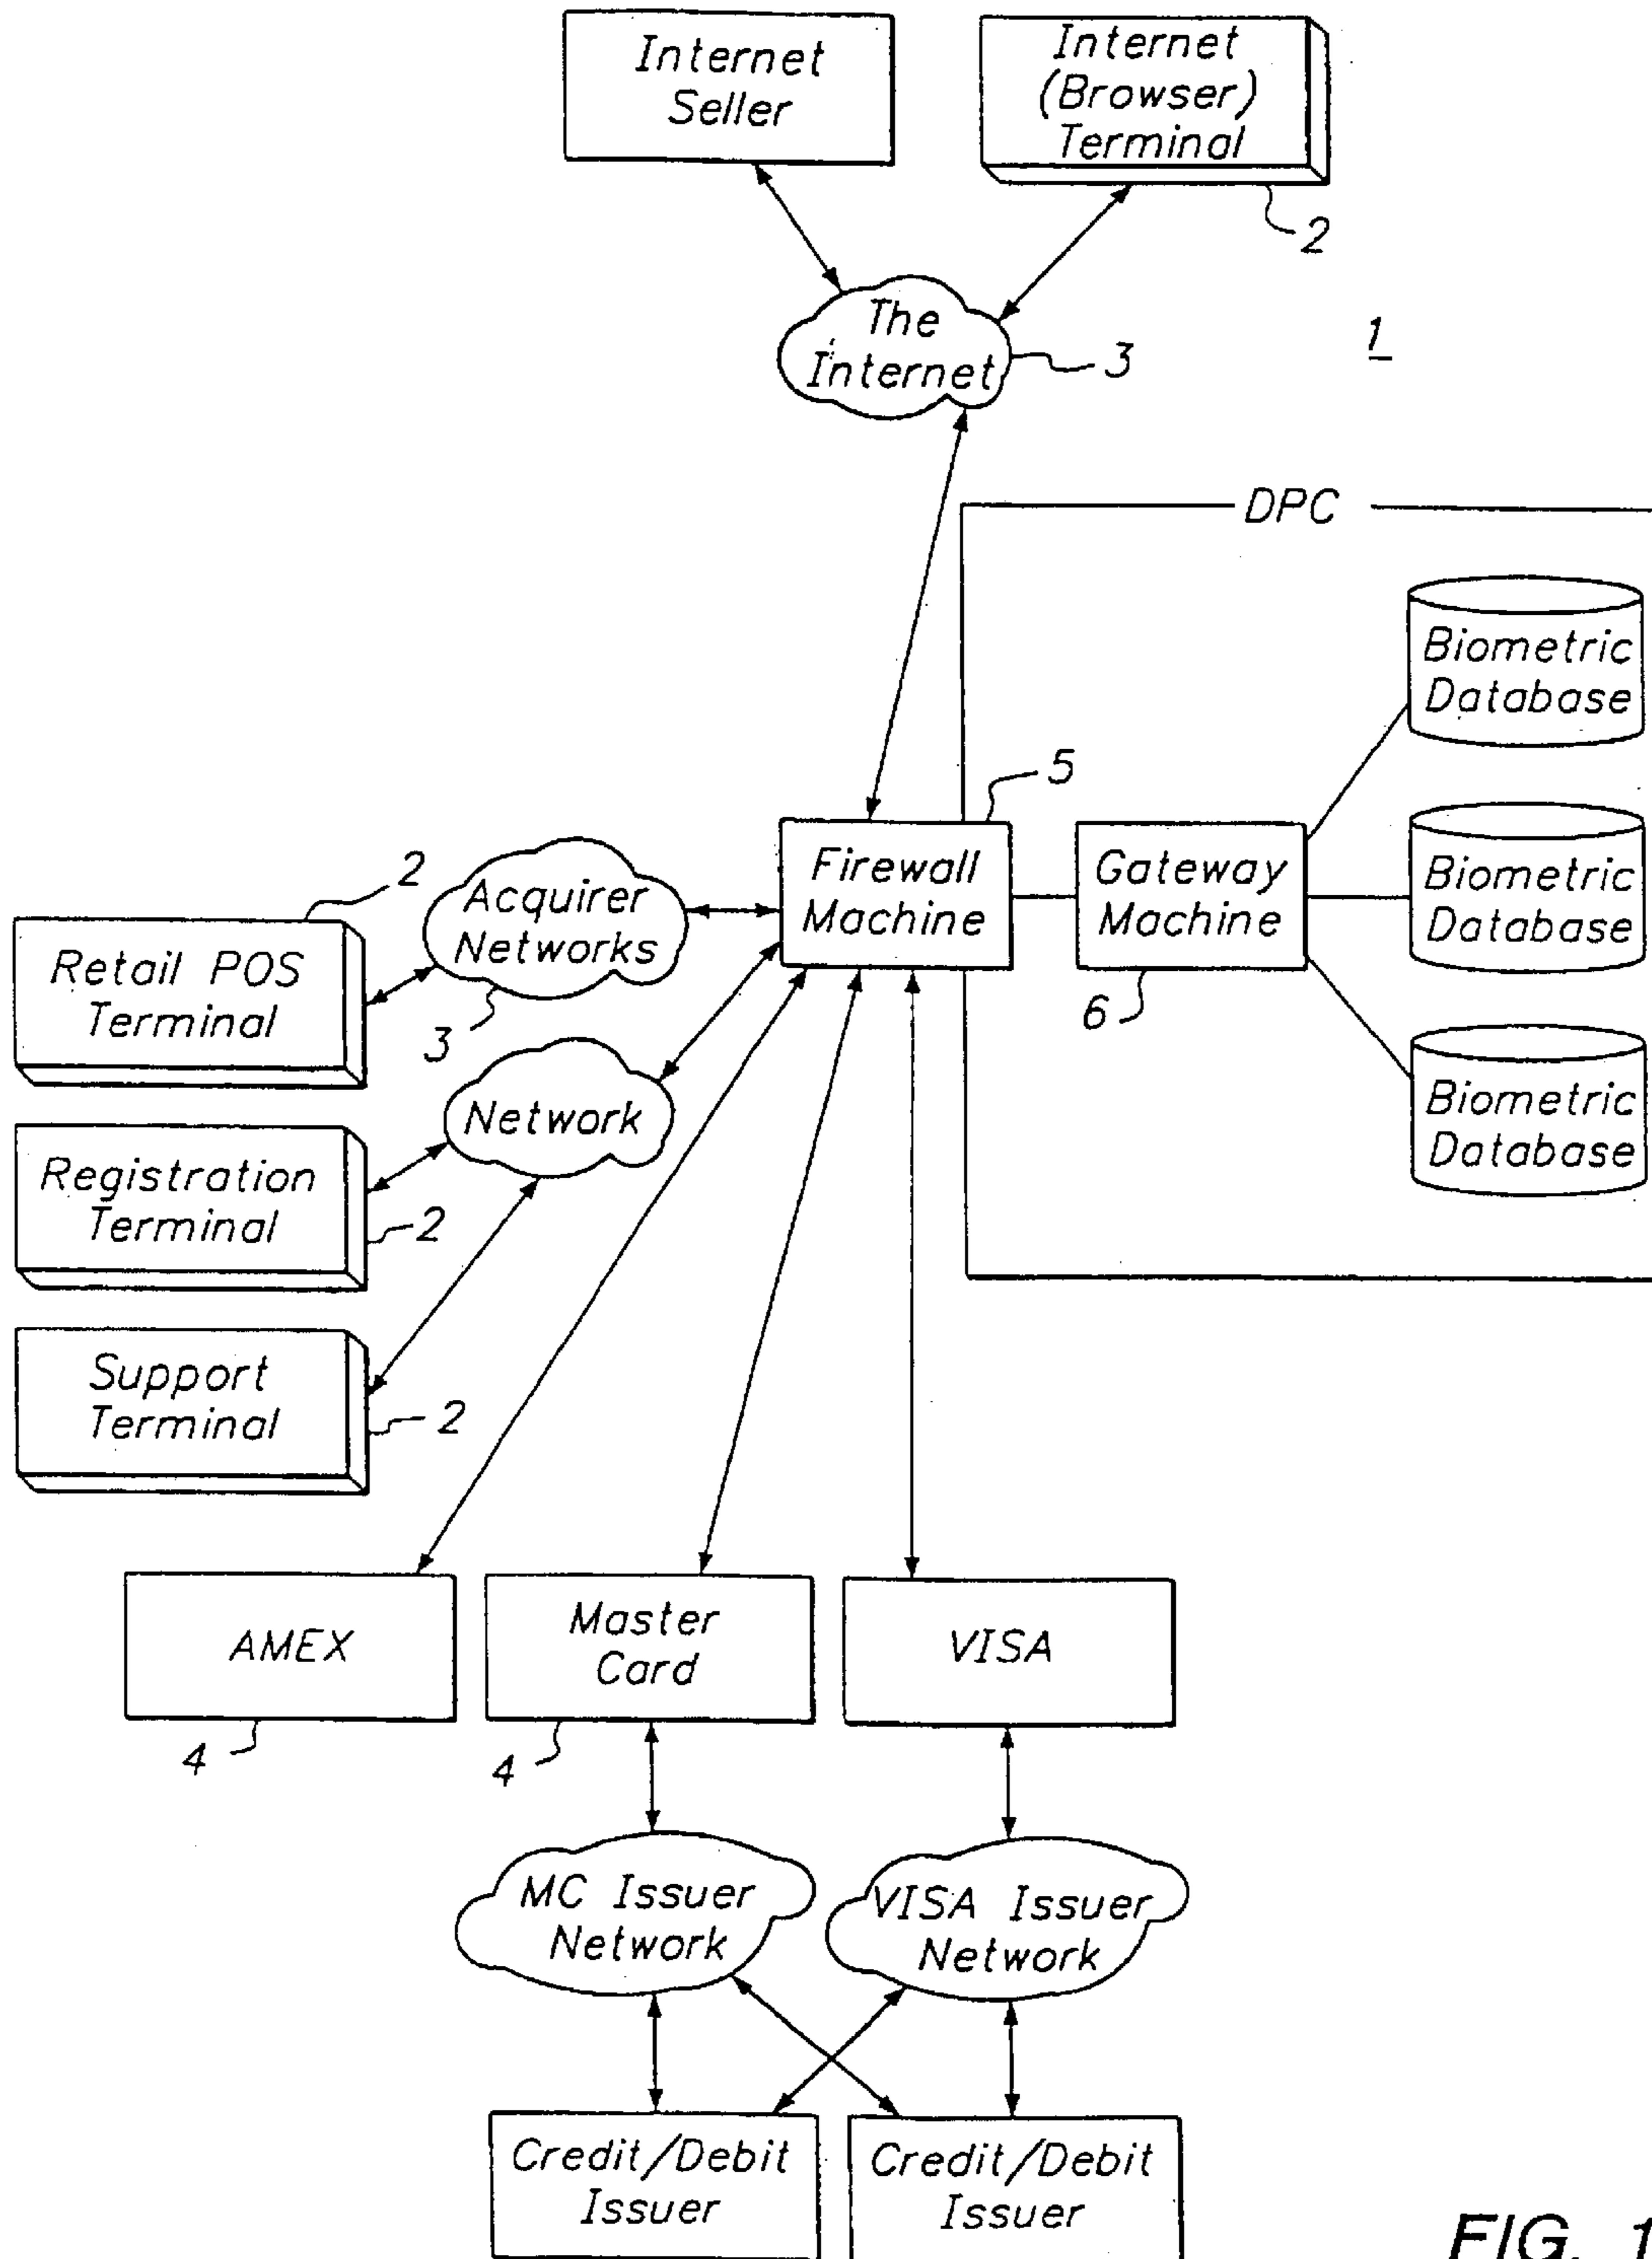 Internet
Seller
Internet
(Browser)
Terminal
2
The
Internet
3
1
DPC
Biometric
Database
5
Firewall
Machine
Gateway
Machine
6
Biometric
Database
Biometric
Database
2
Acquirer
Networks
3
Retail POS
Terminal
Network
Registration
Terminal
2
Support
Terminal
2
AMEX
4
Master
Card
4
VISA
MC Issuer
Network
VISA Issuer
Network
Credit/Debit
Issuer
Credit/Debit
Issuer
FIG. 1